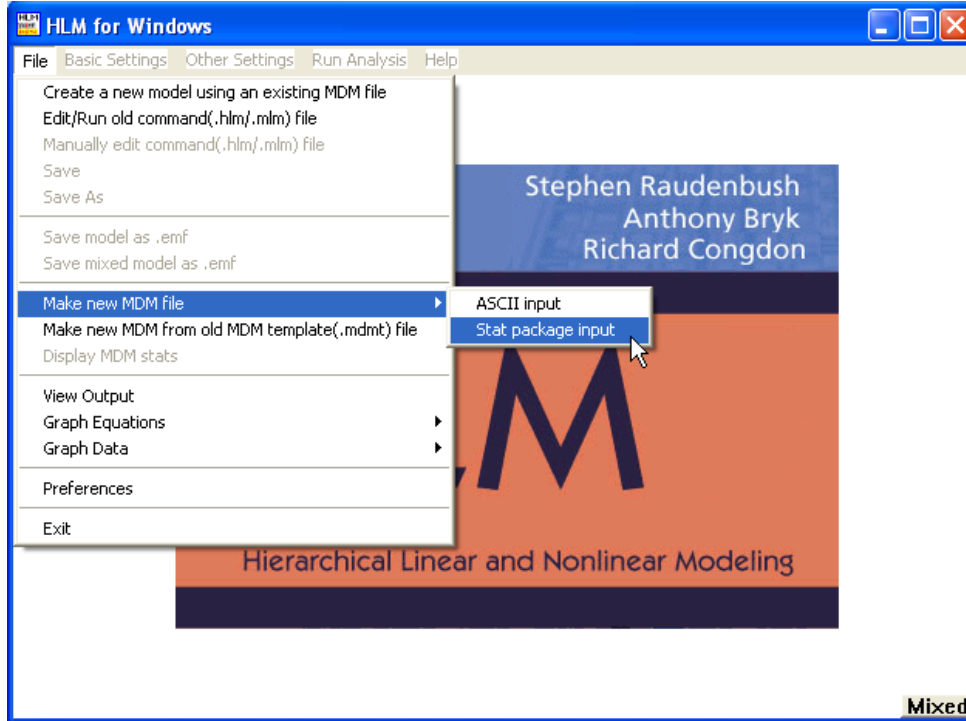 HLM for Windows
File Basic Settings Other Settings Run Analysis Help
Create a new model using an existing MDM file
Edit/Run old command(.hlm/.mlm) file
Manually edit command(.hlm/.mlm) file
Save
Save As
Save model as .emf
Save mixed model as .emf
Make new MDM file
ASCII input
Stat package input
Make new MDM from old MDM template(.mdmt) file
Display MDM stats
View Output
Graph Equations
Graph Data
Preferences
Exit
Stephen Raudenbush
Anthony Bryk
Richard Congdon
M
Hierarchical Linear and Nonlinear Modeling
Mixed